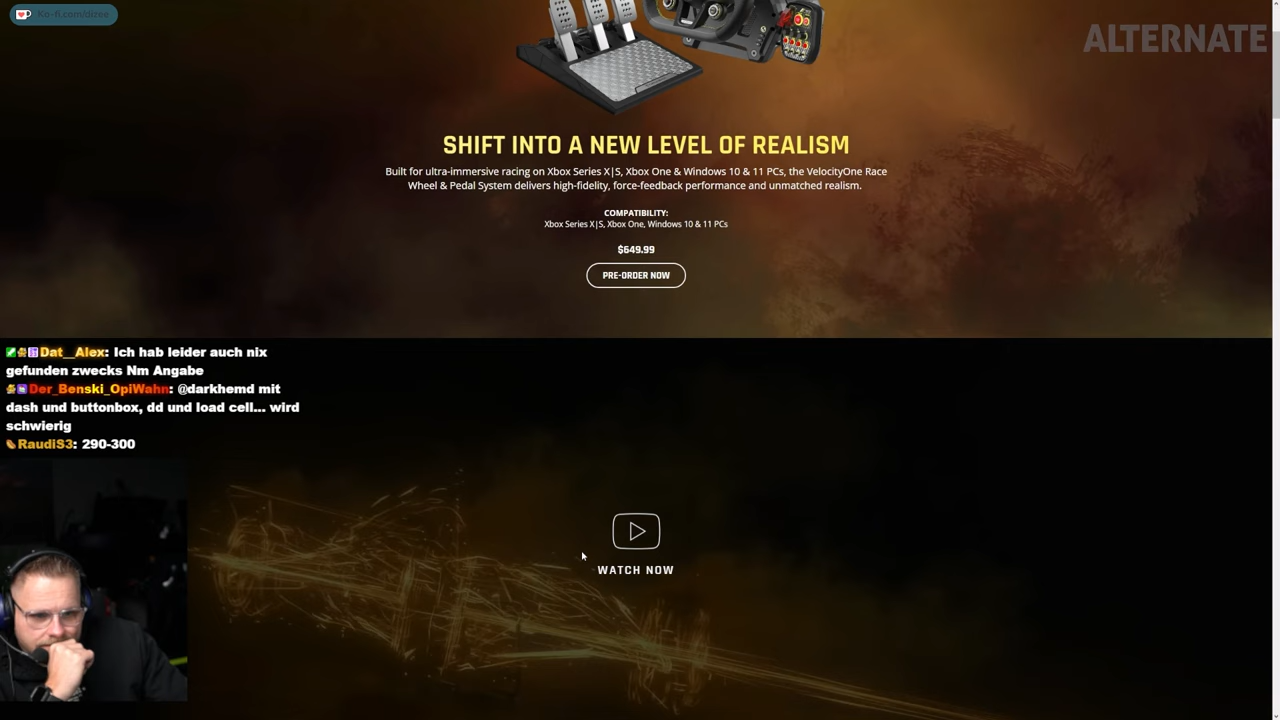 Ko-fi.com/dizee
ALTERNATE
SHIFT INTO A NEW LEVEL OF REALISM
Built for ultra-immersive racing on Xbox Series X|S, Xbox One & Windows 10 & 11 PCs, the VelocityOne Race
Wheel & Pedal System delivers high-fidelity, force-feedback performance and unmatched realism.
COMPATIBILITY:
Xbox Series X|S, Xbox One, Windows 10 & 11 PCs
$649.99
PRE-ORDER NOW
Dat__Alex: Ich hab leider auch nix
gefunden zwecks Nm Angabe
Der_Benski_OpiWahn: @darkhemd mit
dash und buttonbox, dd und load cell... wird
schwierig
RaudiS3: 290-300
WATCH NOW